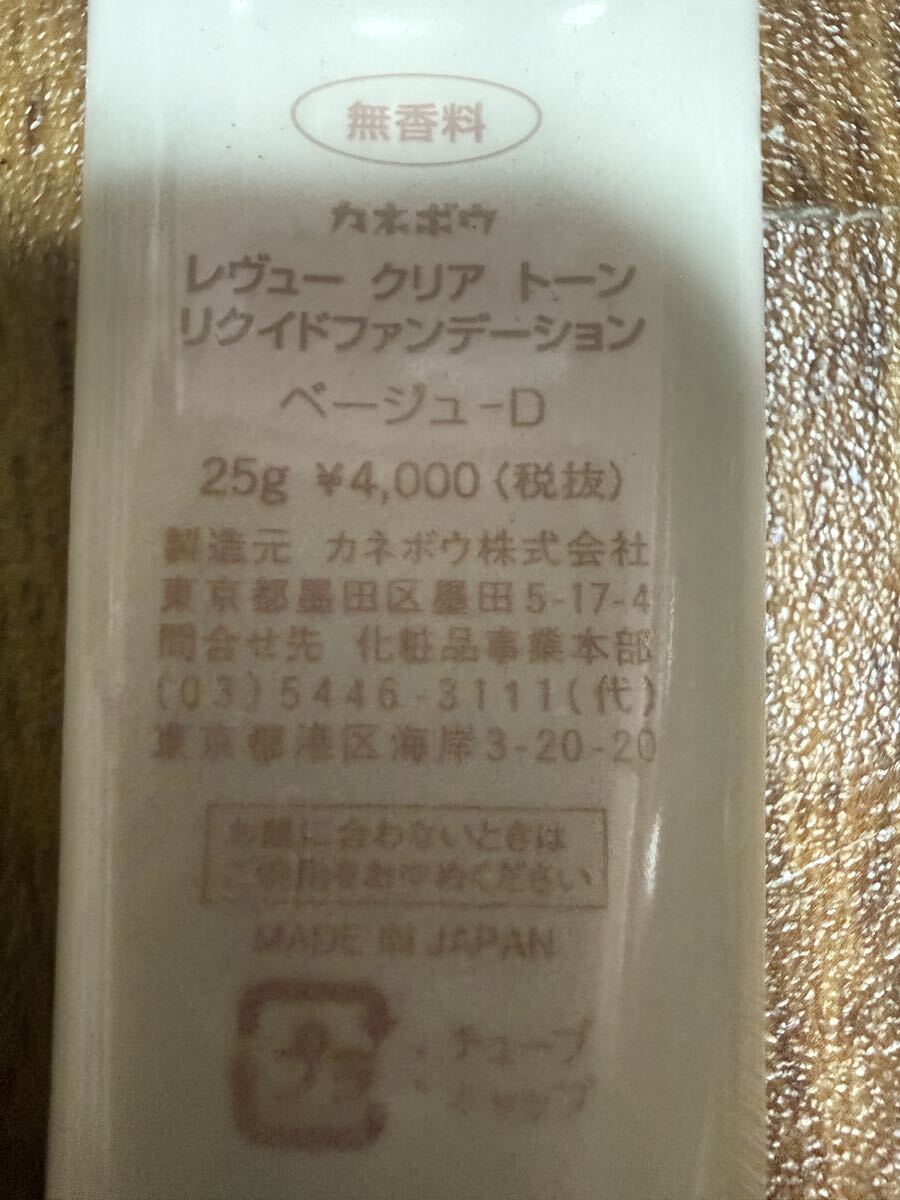 無香料
カネボウ
レヴュー クリア トーン
リクイドファンデーション
ベージュ-D
25g ¥4,000(税抜)
製造元 カネボウ株式会社
東京都墨田区墨田5-17-4
問合せ先 化粧品事業本部
(03)5446-3111(代)
東京都港区海岸3-20-20
お肌に合わないときは
ご使用をおやめください
MADE IN JAPAN
プラ
:チューブ
キャップ